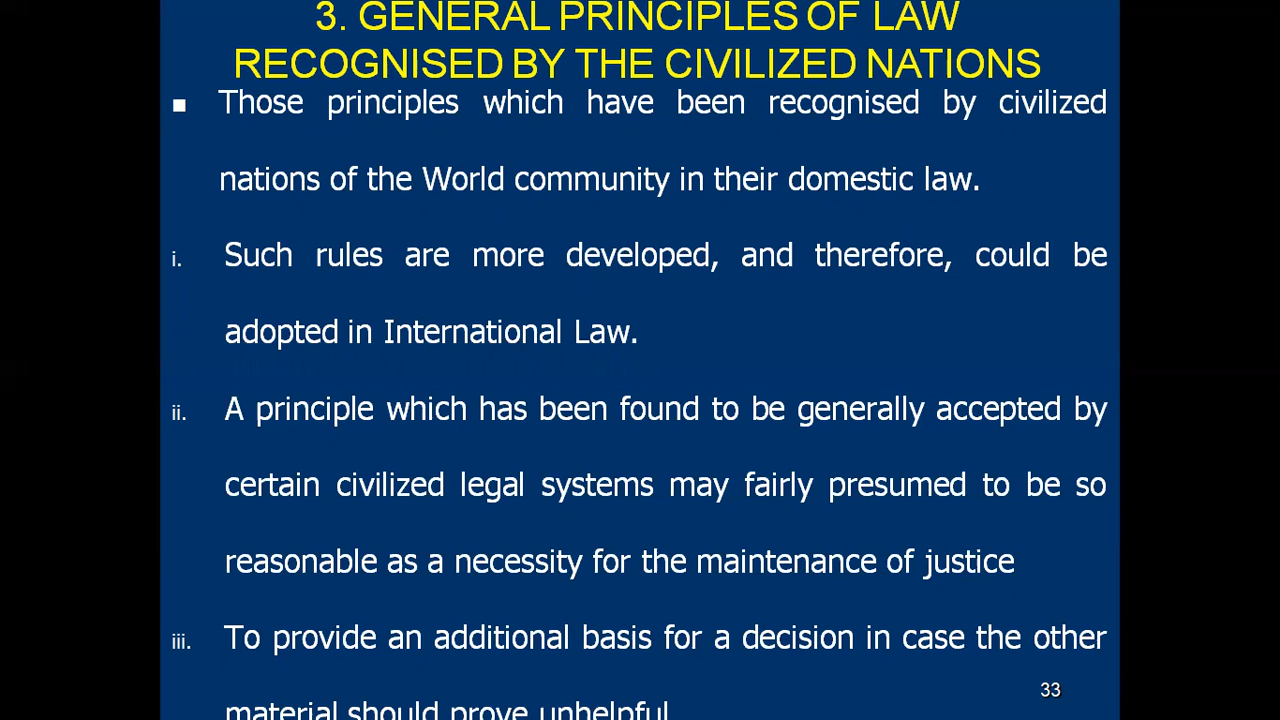 3. GENERAL PRINCIPLES OF LAW
RECOGNISED BY THE CIVILIZED NATIONS
■ Those principles which have been recognised by civilized
nations of the World community in their domestic law.
i. Such rules are more developed, and therefore, could be
adopted in International Law.
ii. A principle which has been found to be generally accepted by
certain civilized legal systems may fairly presumed to be so
reasonable as a necessity for the maintenance of justice
iii. To provide an additional basis for a decision in case the other
material should prove unhelpful
33